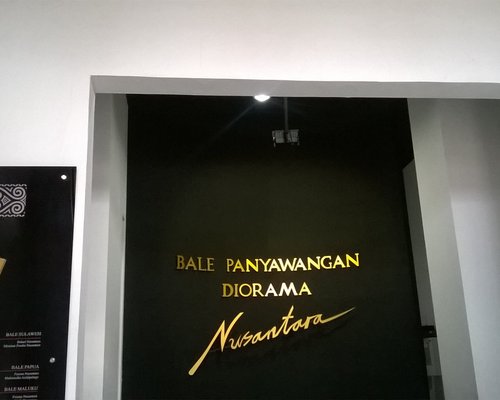 BALE PANYAWANGAN
DIORAMA
Nusantara
BALE SULAWESI
BALE PAPUA
BALE MALUKU